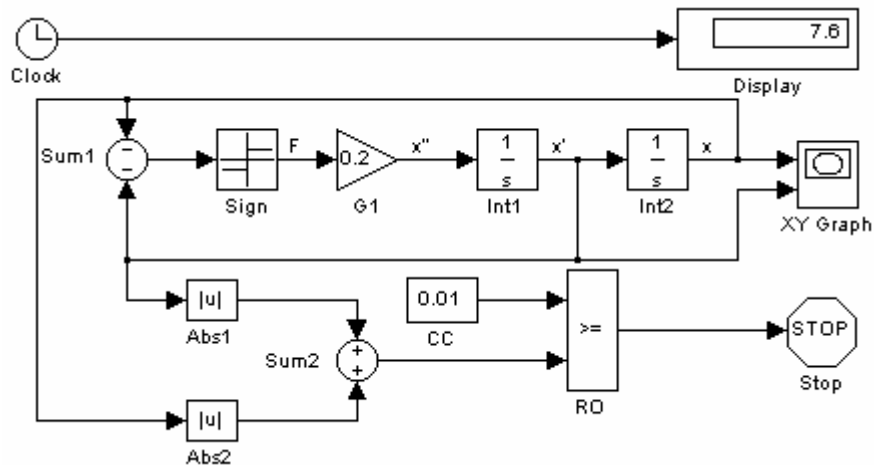 7.6
Clock
Display
Sum1
−
−
F
0.2
x''
1
s
x'
1
s
x
Sign
G1
Int1
Int2
XY Graph
|u|
Abs1
0.01
CC
>=
STOP
Sum2
+
+
Stop
RO
|u|
Abs2